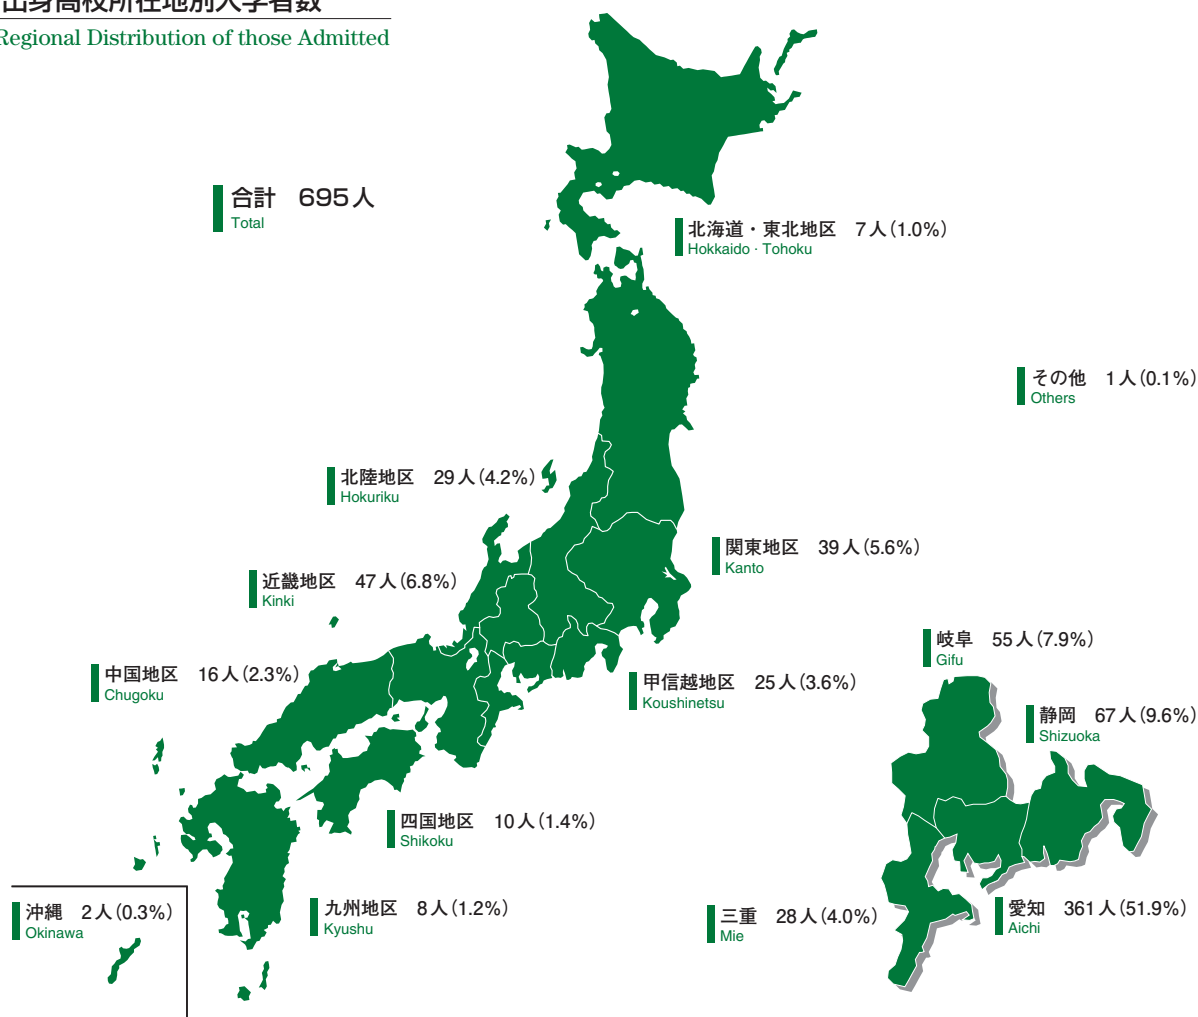 出身高校所在地別入学者数
Regional Distribution of those Admitted
合計　695人
Total
北海道・東北地区　7人(1.0%)
Hokkaido · Tohoku
その他　1人(0.1%)
Others
北陸地区　29人(4.2%)
Hokuriku
関東地区　39人(5.6%)
Kanto
近畿地区　47人(6.8%)
Kinki
岐阜　55人(7.9%)
Gifu
中国地区　16人(2.3%)
Chugoku
甲信越地区　25人(3.6%)
Koushinetsu
静岡　67人(9.6%)
Shizuoka
四国地区　10人(1.4%)
Shikoku
沖縄　2人(0.3%)
Okinawa
九州地区　8人(1.2%)
Kyushu
三重　28人(4.0%)
Mie
愛知　361人(51.9%)
Aichi